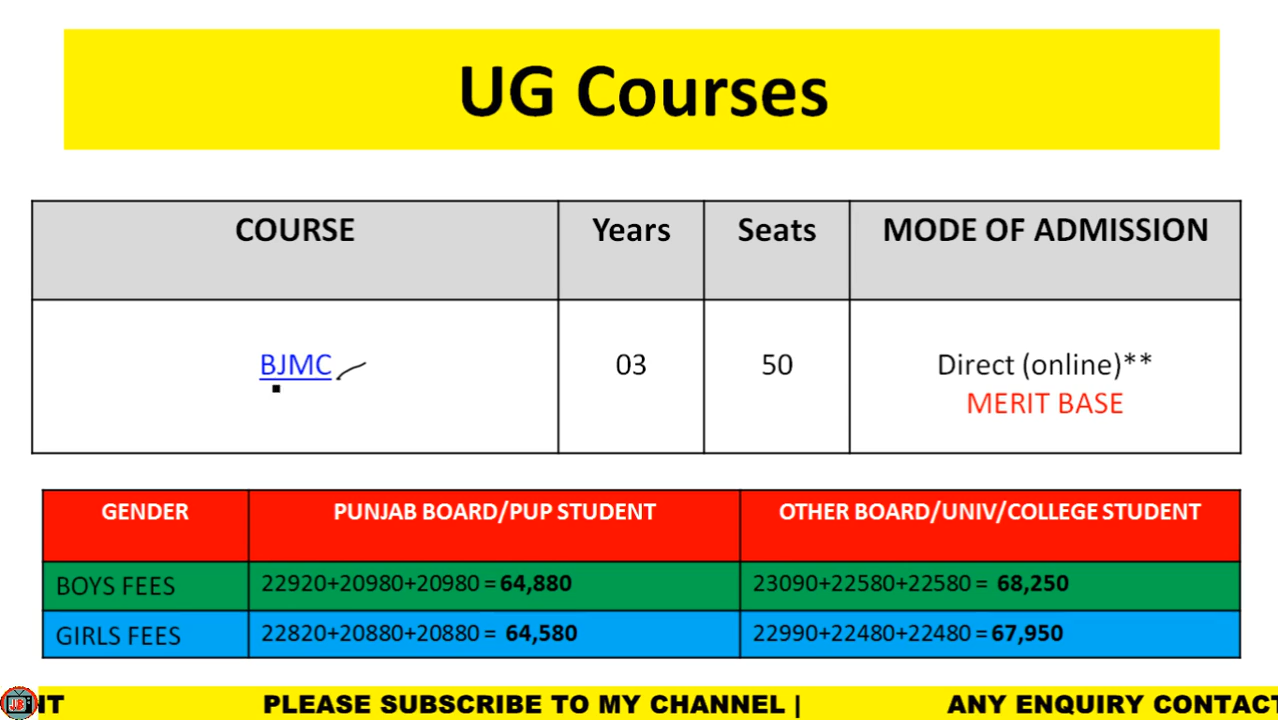 UG Courses
COURSE Years Seats MODE OF ADMISSION
BJMC 03 50 Direct (online)**
MERIT BASE
GENDER PUNJAB BOARD/PUP STUDENT OTHER BOARD/UNIV/COLLEGE STUDENT
BOYS FEES 22920+20980+20980 = 64,880 23090+22580+22580 = 68,250
GIRLS FEES 22820+20880+20880 = 64,580 22990+22480+22480 = 67,950
PLEASE SUBSCRIBE TO MY CHANNEL | ANY ENQUIRY CONTACT